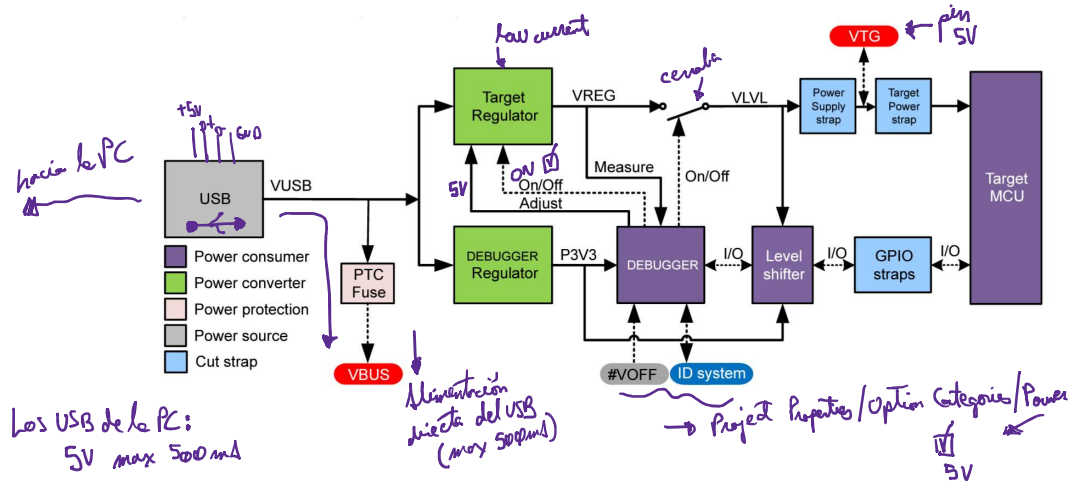 low current
pin
5V
VTG
+5V
D+
D-
GND
hacia la PC
Target
Regulator
VREG
VLVL
Power
Supply
strap
Target
Power
strap
USB
VUSB
Measure
ON
On/Off
On/Off
5V
Adjust
Target
MCU
Power consumer
Power converter
Power protection
Power source
Cut strap
PTC
Fuse
DEBUGGER
Regulator
P3V3
DEBUGGER
I/O
Level
shifter
I/O
GPIO
straps
I/O
VBUS
#VOFF
ID system
Los USB de la PC:
5V max 500 mA
Alimentación
directa del USB
(max 500mA)
→ Project Properties/Option Categories/Power
5V